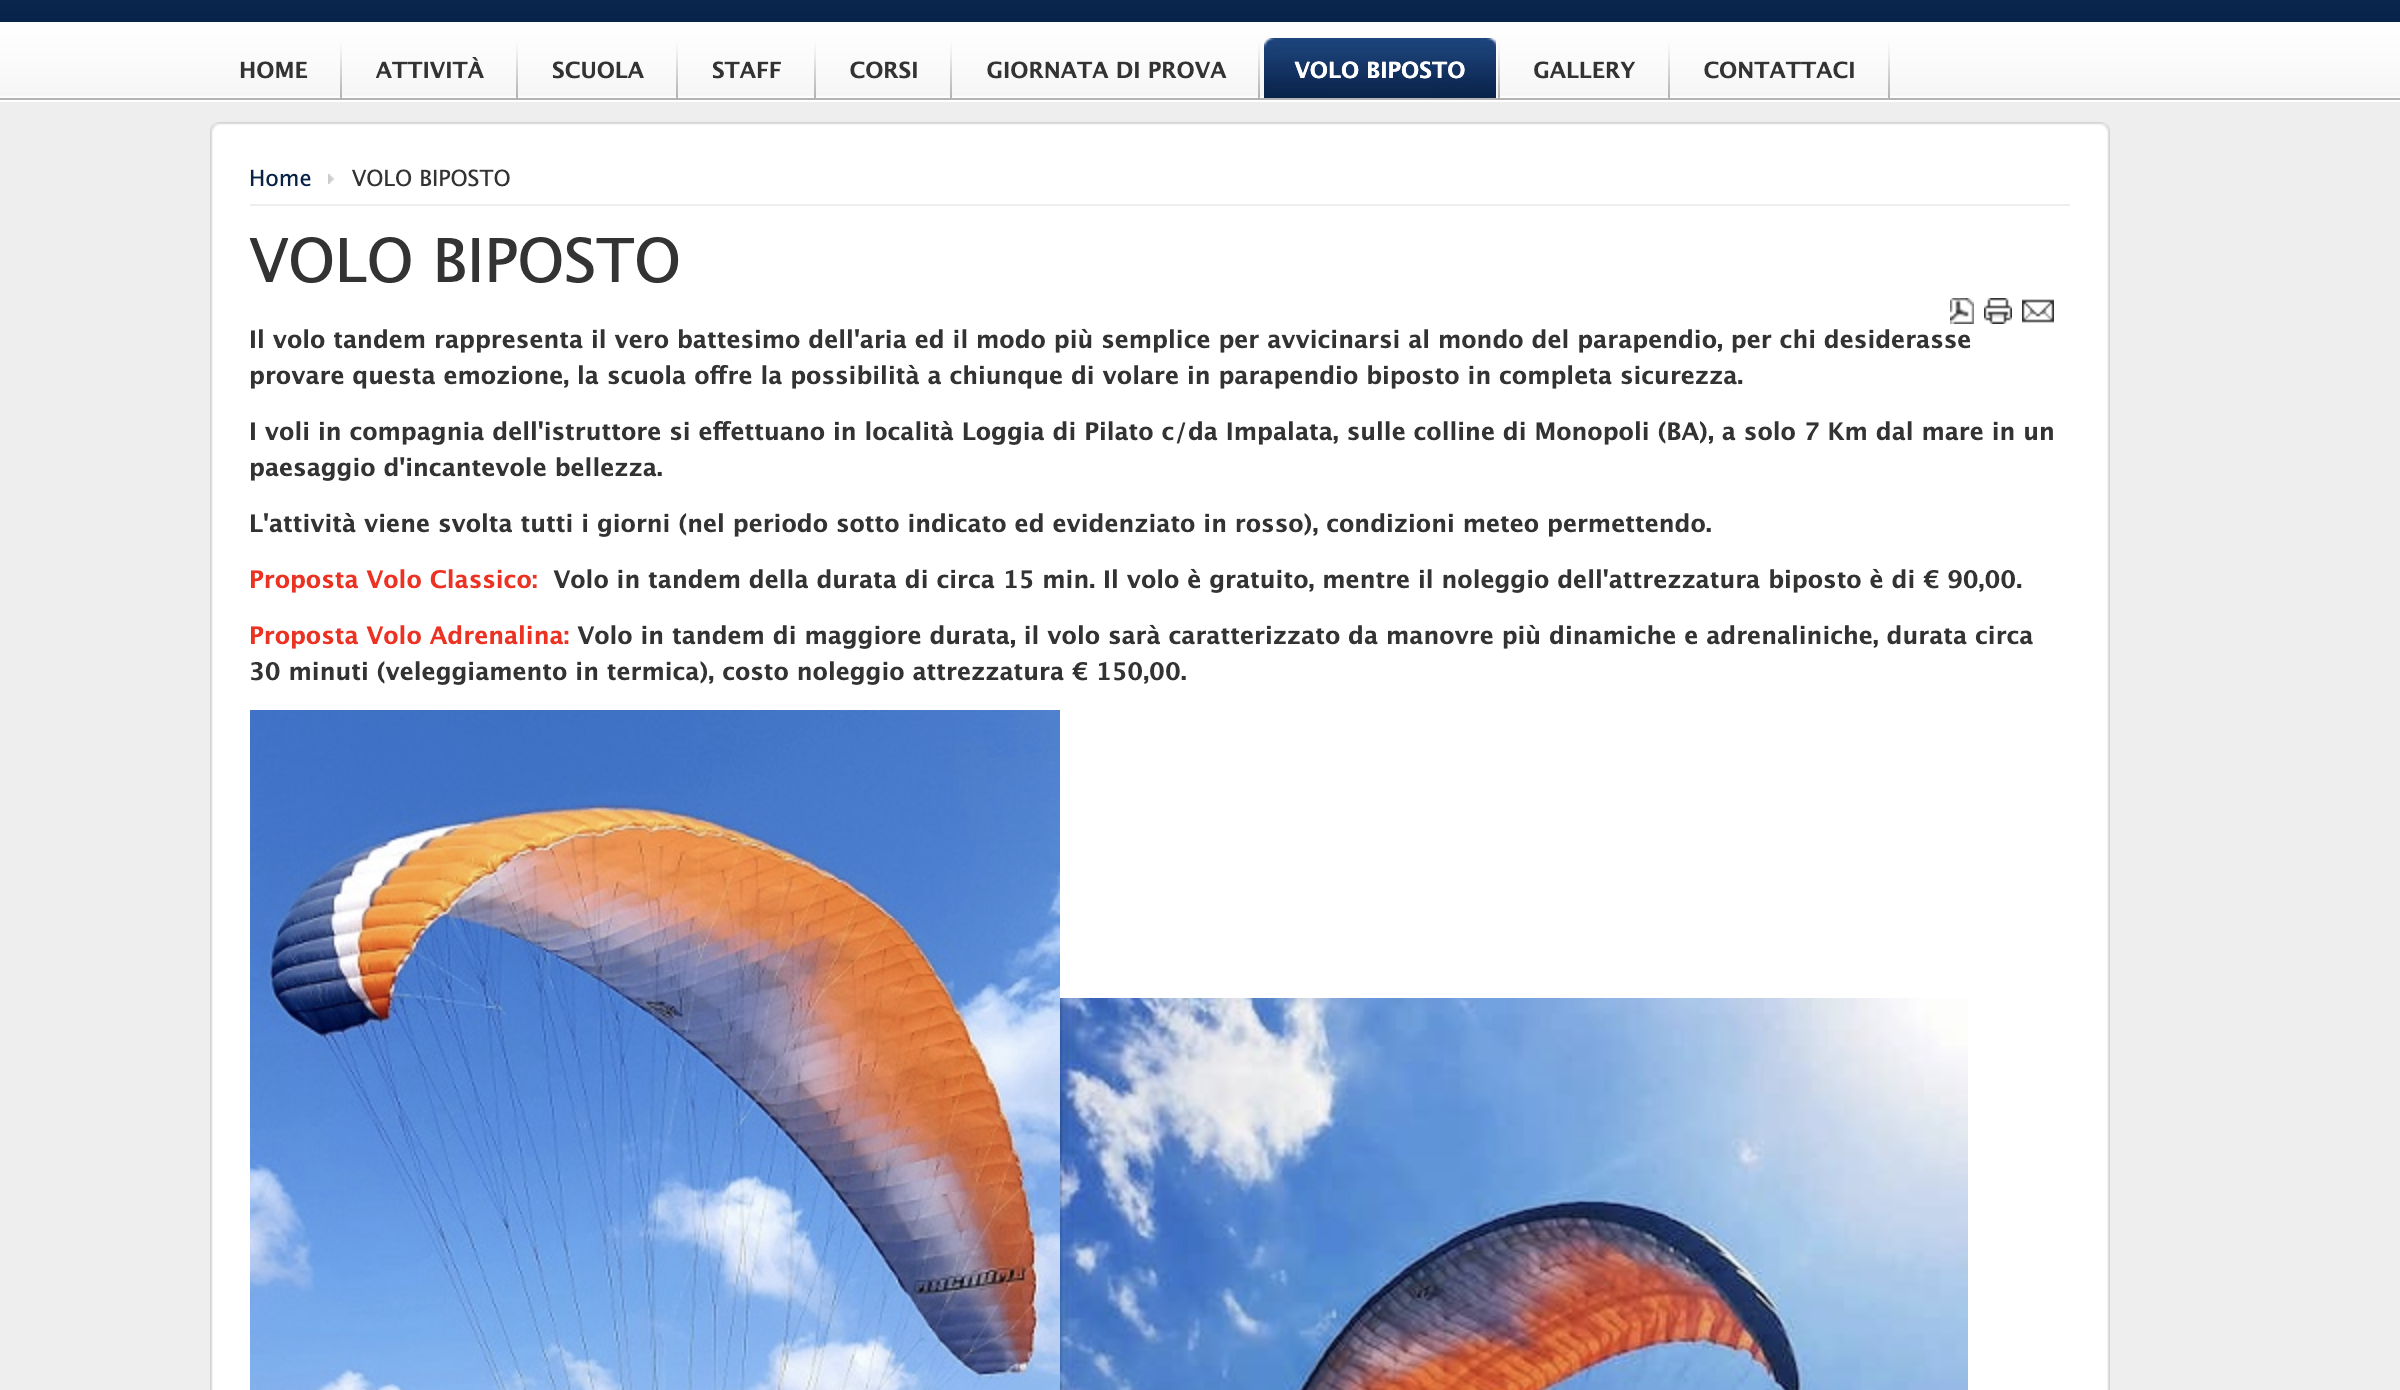 HOME ATTIVITÀ SCUOLA STAFF CORSI GIORNATA DI PROVA VOLO BIPOSTO GALLERY CONTATTACI
Home VOLO BIPOSTO
VOLO BIPOSTO
Il volo tandem rappresenta il vero battesimo dell'aria ed il modo più semplice per avvicinarsi al mondo del parapendio, per chi desiderasse
provare questa emozione, la scuola offre la possibilità a chiunque di volare in parapendio biposto in completa sicurezza.
I voli in compagnia dell'istruttore si effettuano in località Loggia di Pilato c/da Impalata, sulle colline di Monopoli (BA), a solo 7 Km dal mare in un
paesaggio d'incantevole bellezza.
L'attività viene svolta tutti i giorni (nel periodo sotto indicato ed evidenziato in rosso), condizioni meteo permettendo.
Proposta Volo Classico: Volo in tandem della durata di circa 15 min. Il volo è gratuito, mentre il noleggio dell'attrezzatura biposto è di € 90,00.
Proposta Volo Adrenalina: Volo in tandem di maggiore durata, il volo sarà caratterizzato da manovre più dinamiche e adrenaliniche, durata circa
30 minuti (veleggiamento in termica), costo noleggio attrezzatura € 150,00.